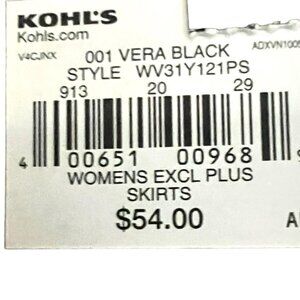 KOHL'S
Kohls.com
V4CJNX 001 VERA BLACK ADXVN1005
STYLE WV31Y121PS
913 20 29
4 00651 00968
WOMENS EXCL PLUS
SKIRTS
$54.00